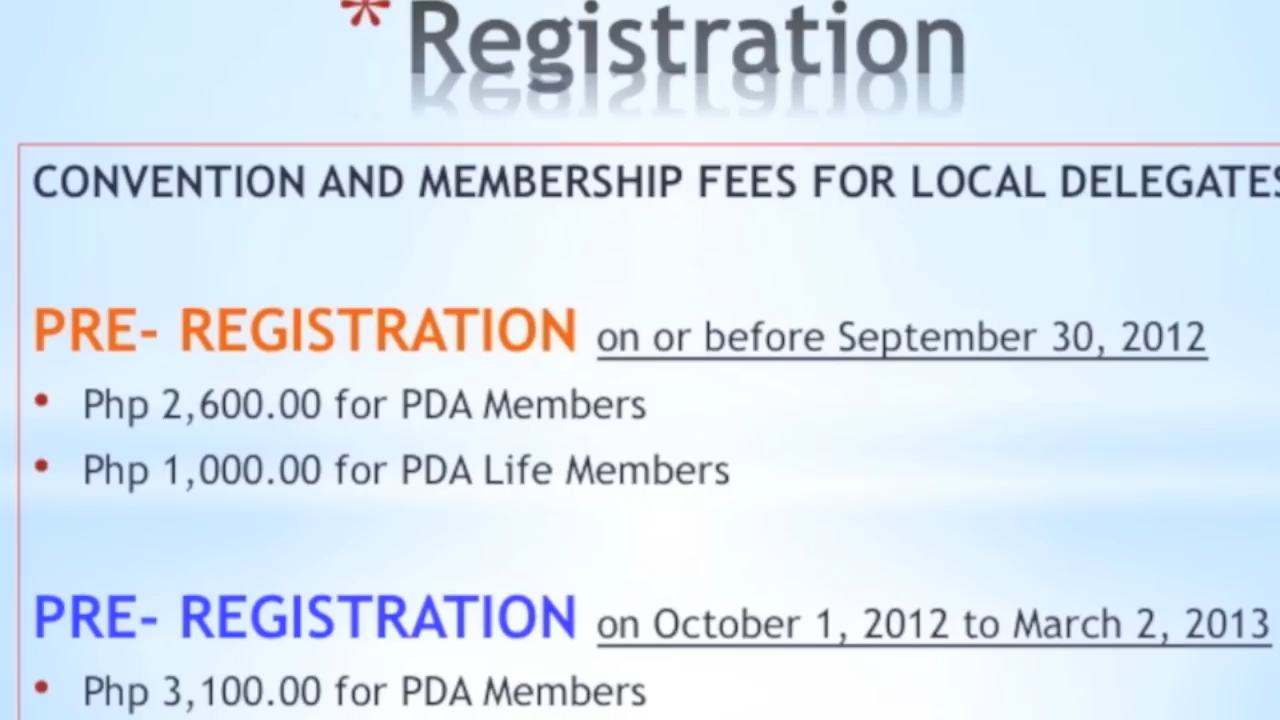 * Registration
CONVENTION AND MEMBERSHIP FEES FOR LOCAL DELEGATES
PRE- REGISTRATION on or before September 30, 2012
• Php 2,600.00 for PDA Members
• Php 1,000.00 for PDA Life Members
PRE- REGISTRATION on October 1, 2012 to March 2, 2013
• Php 3,100.00 for PDA Members